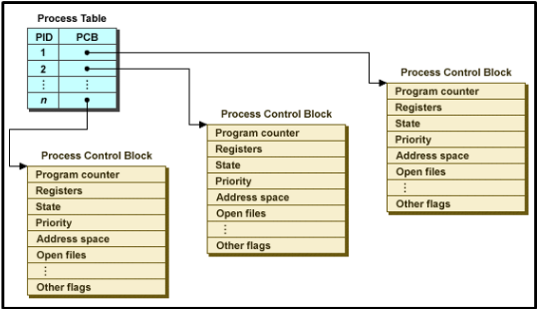 Process Table
PID PCB
1
2
⋮ ⋮
n
Process Control Block
Program counter
Registers
State
Priority
Address space
Open files
⋮
Other flags
Process Control Block
Program counter
Registers
State
Priority
Address space
Open files
⋮
Other flags
Process Control Block
Program counter
Registers
State
Priority
Address space
Open files
⋮
Other flags